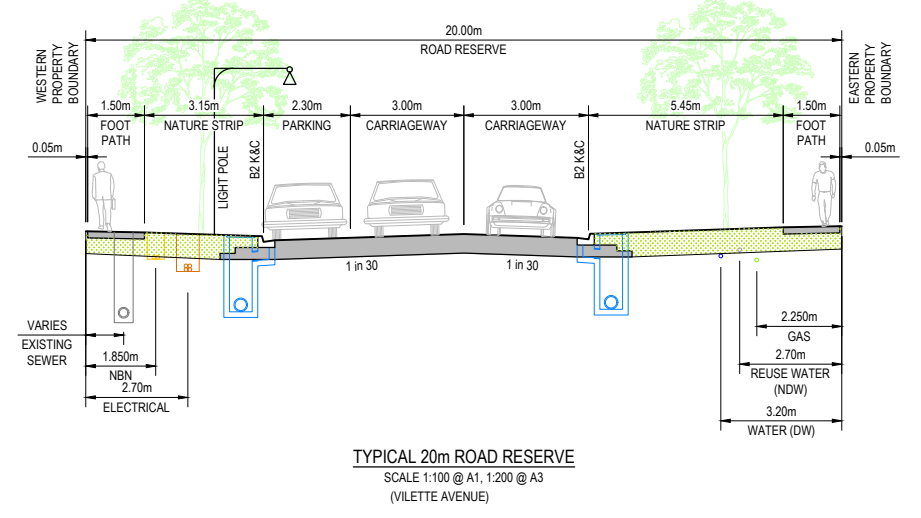 20.00m
ROAD RESERVE
WESTERN
PROPERTY
BOUNDARY
EASTERN
PROPERTY
BOUNDARY
1.50m
3.15m
2.30m
3.00m
3.00m
5.45m
1.50m
FOOT
PATH
NATURE STRIP
PARKING
CARRIAGEWAY
CARRIAGEWAY
NATURE STRIP
FOOT
PATH
0.05m
LIGHT POLE
B2 K&C
B2 K&C
0.05m
1 in 30
1 in 30
VARIES
EXISTING
SEWER
1.850m
NBN
2.70m
ELECTRICAL
2.250m
GAS
2.70m
REUSE WATER
(NDW)
3.20m
WATER (DW)
TYPICAL 20m ROAD RESERVE
SCALE 1:100 @ A1, 1:200 @ A3
(VILETTE AVENUE)